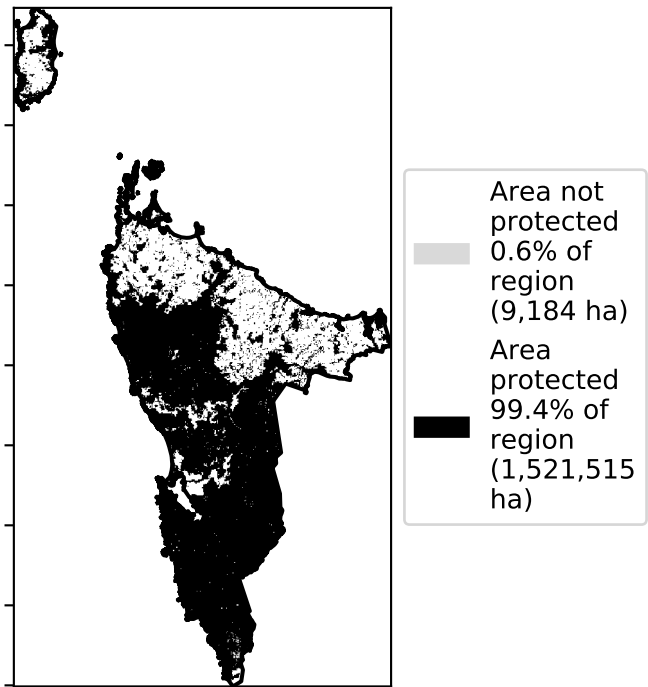 Area not
protected
0.6% of
region
(9,184 ha)
Area
protected
99.4% of
region
(1,521,515
ha)